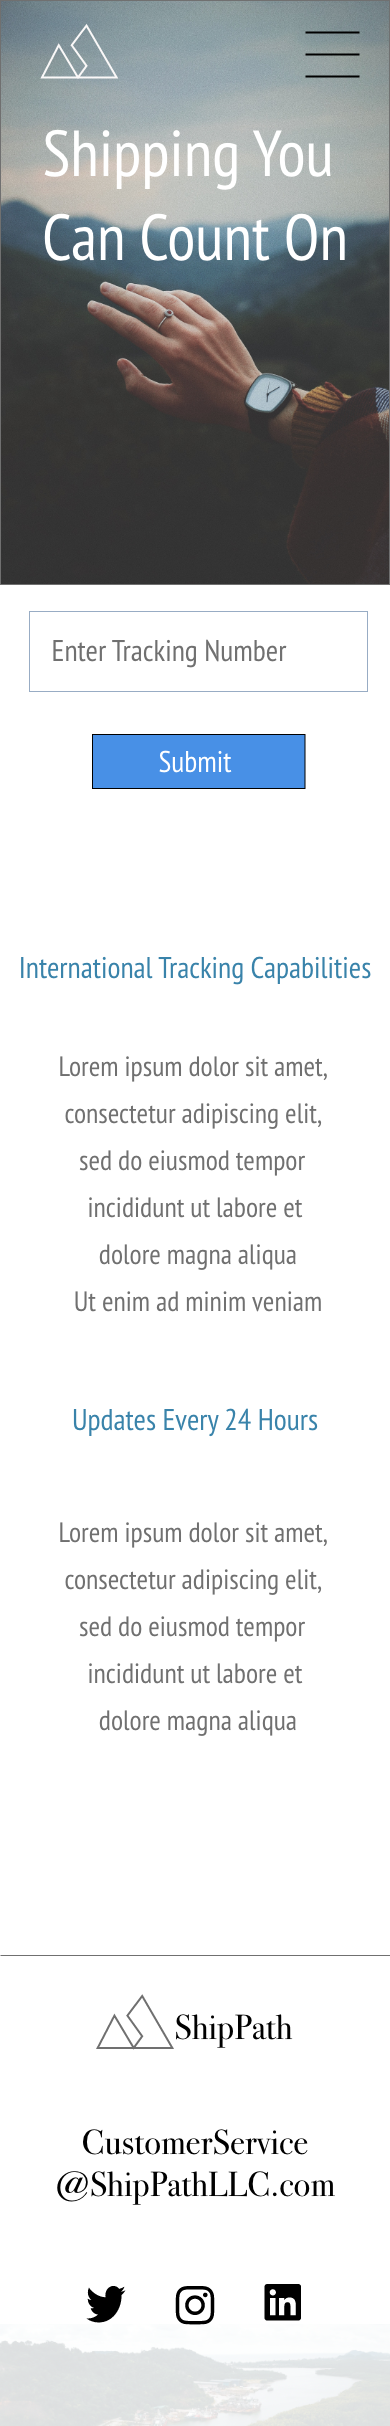 Shipping You
Can Count On
Enter Tracking Number
Submit
International Tracking Capabilities
Lorem ipsum dolor sit amet,
consectetur adipiscing elit,
sed do eiusmod tempor
incididunt ut labore et
dolore magna aliqua
Ut enim ad minim veniam
Updates Every 24 Hours
Lorem ipsum dolor sit amet,
consectetur adipiscing elit,
sed do eiusmod tempor
incididunt ut labore et
dolore magna aliqua
ShipPath
CustomerService
@ShipPathLLC.com
in